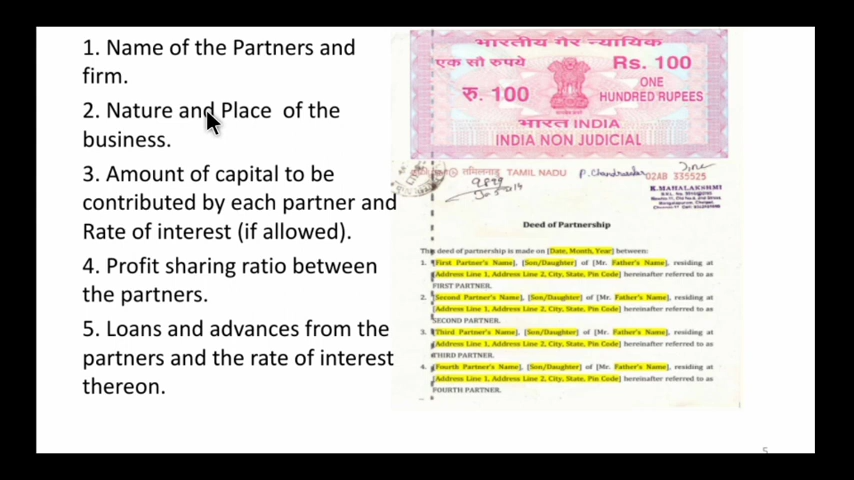 1. Name of the Partners and
firm.
2. Nature and Place of the
business.
3. Amount of capital to be
contributed by each partner and
Rate of interest (if allowed).
4. Profit sharing ratio between
the partners.
5. Loans and advances from the
partners and the rate of interest
thereon.
भारतीय गैर न्यायिक
एक सौ रुपये
Rs. 100
रु. 100
ONE
HUNDRED RUPEES
भारत INDIA
INDIA NON JUDICIAL
तमिलनाडु TAMIL NADU
02AB 335525
K.MAHALAKSHMI
Deed of Partnership
This deed of partnership is made on [Date, Month, Year] between:
1. [First Partner's Name], [Son/Daughter] of [Mr. Father's Name], residing at
[Address Line 1, Address Line 2, City, State, Pin Code] hereinafter referred to as
FIRST PARTNER.
2. [Second Partner's Name], [Son/Daughter] of [Mr. Father's Name], residing at
[Address Line 1, Address Line 2, City, State, Pin Code] hereinafter referred to as
SECOND PARTNER.
3. [Third Partner's Name], [Son/Daughter] of [Mr. Father's Name], residing at
[Address Line 1, Address Line 2, City, State, Pin Code] hereinafter referred to as
THIRD PARTNER.
4. [Fourth Partner's Name], [Son/Daughter] of [Mr. Father's Name], residing at
[Address Line 1, Address Line 2, City, State, Pin Code] hereinafter referred to as
FOURTH PARTNER.
5